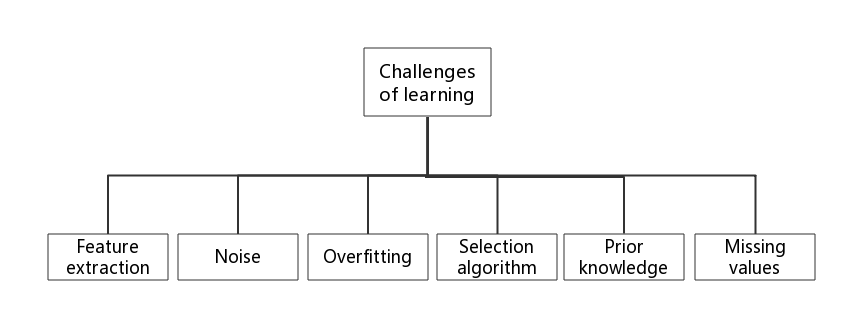 Challenges
of learning
Feature
extraction
Noise
Overfitting
Selection
algorithm
Prior
knowledge
Missing
values